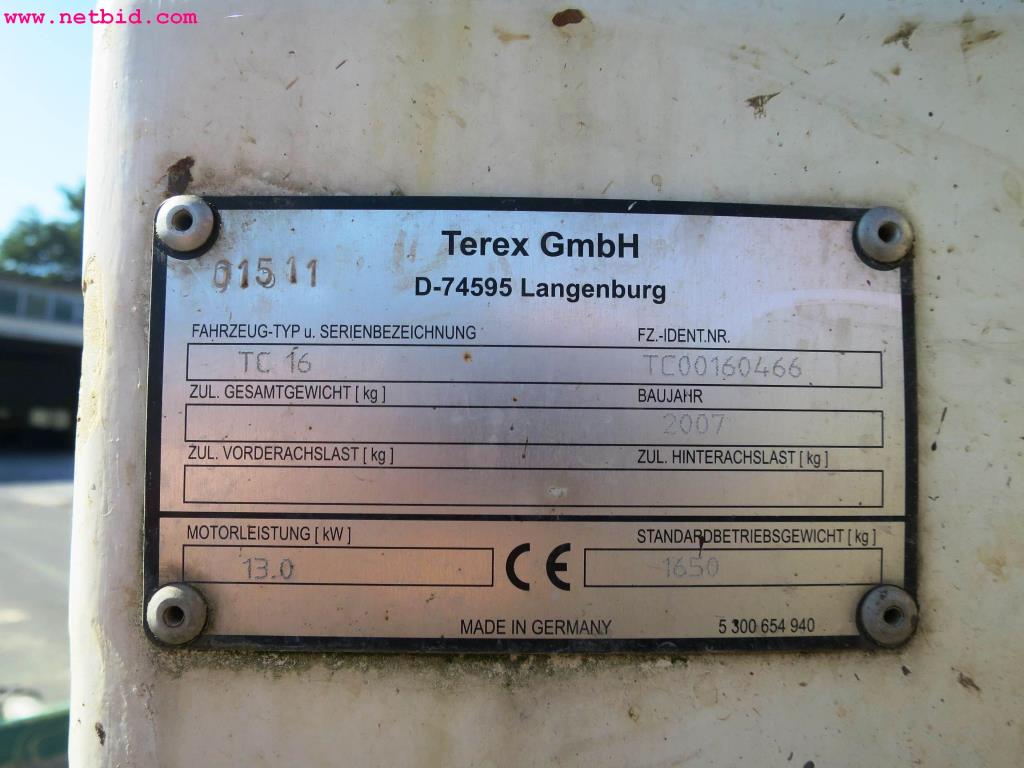 www.netbid.com
Terex GmbH
01511
D-74595 Langenburg
FAHRZEUG-TYP u. SERIENBEZEICHNUNG FZ.-IDENT.NR.
TC 16 TC00160466
ZUL. GESAMTGEWICHT [ kg ] BAUJAHR
2007
ZUL. VORDERACHSLAST [ kg ] ZUL. HINTERACHSLAST [ kg ]
MOTORLEISTUNG [ kW ] STANDARDBETRIEBSGEWICHT [ kg ]
13.0 CE 1650
MADE IN GERMANY 5 300 654 940